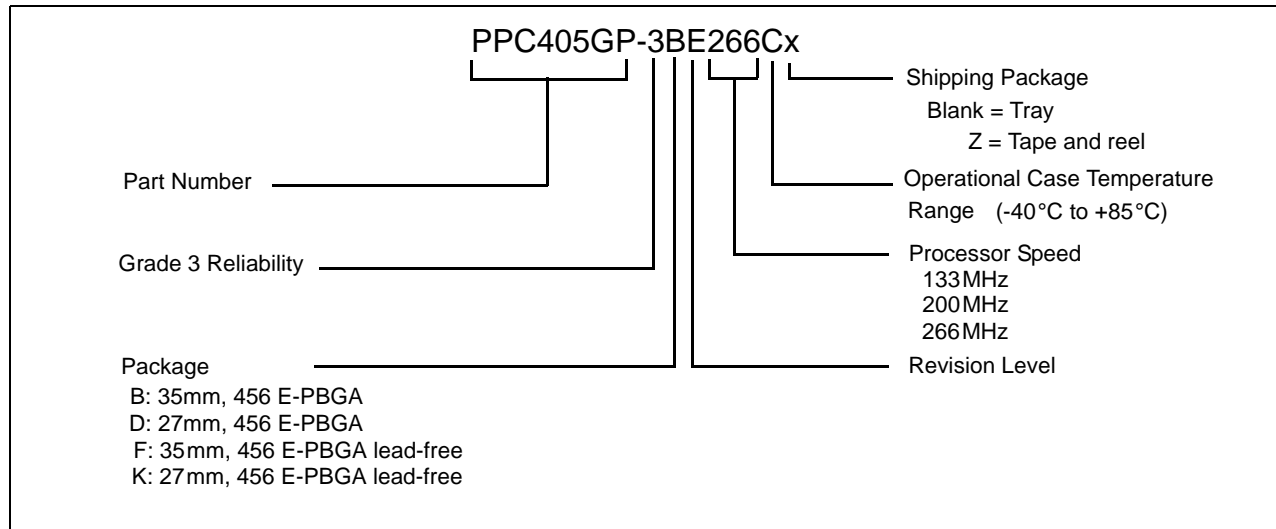 PPC405GP-3BE266Cx
Shipping Package
Blank = Tray
Z = Tape and reel
Part Number
Operational Case Temperature
Range (-40°C to +85°C)
Grade 3 Reliability
Processor Speed
133MHz
200MHz
266MHz
Package
B: 35mm, 456 E-PBGA
D: 27mm, 456 E-PBGA
F: 35mm, 456 E-PBGA lead-free
K: 27mm, 456 E-PBGA lead-free
Revision Level